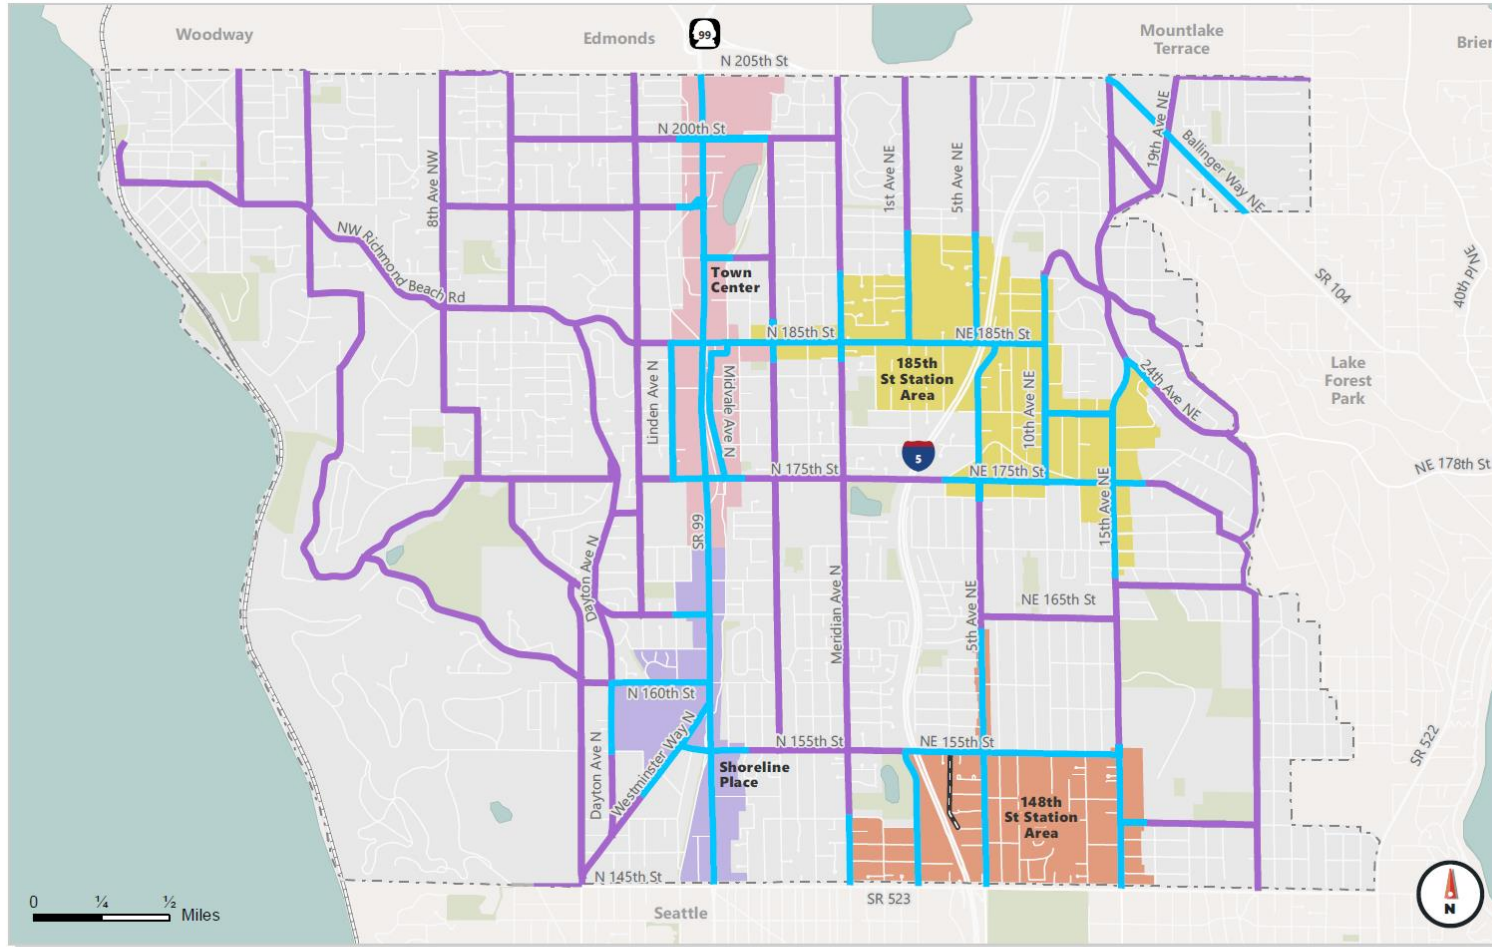 Woodway
Edmonds
99
N 205th St
Mountlake
Terrace
Brier
N 200th St
8th Ave NW
1st Ave NE
5th Ave NE
19th Ave NE
Ballinger Way NE
NW Richmond Beach Rd
Town
Center
SR 104
40th Pl NE
N 185th St
NE 185th St
185th
St Station
Area
Linden Ave N
Midvale Ave N
10th Ave NE
24th Ave NE
Lake
Forest
Park
5
N 175th St
NE 175th St
NE 178th St
SR 99
15th Ave NE
Dayton Ave N
Meridian Ave N
5th Ave NE
NE 165th St
N 160th St
Westminster Way N
Dayton Ave N
N 155th St
NE 155th St
SR 522
Shoreline
Place
148th
St Station
Area
N 145th St
SR 523
Seattle
0 ¼ ½ Miles
N